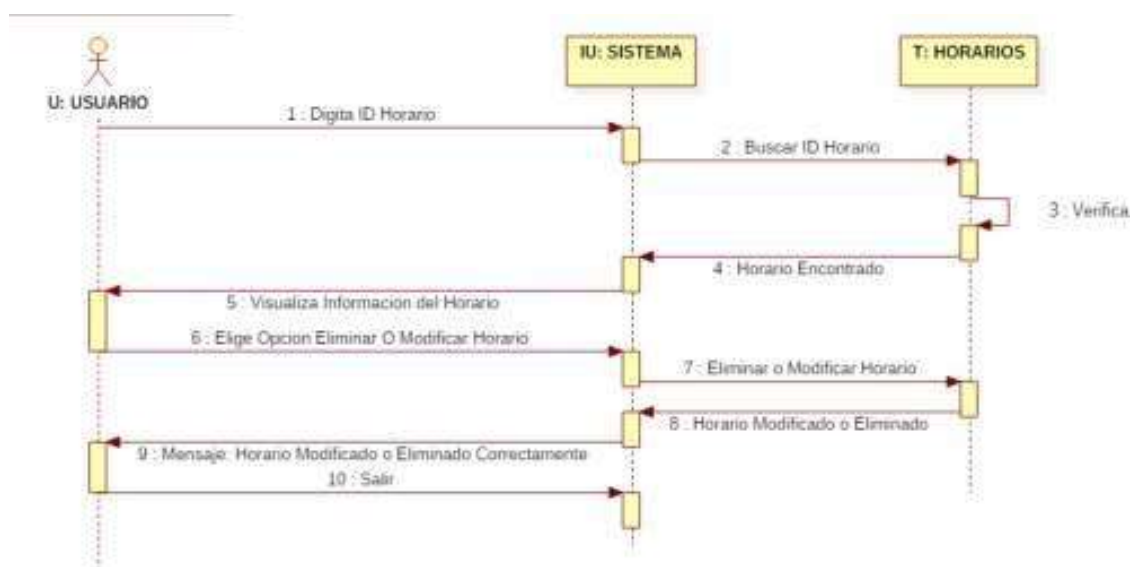 IU: SISTEMA
T: HORARIOS
U: USUARIO
1 : Digita ID Horario
2 : Buscar ID Horario
3 : Verifica
4 : Horario Encontrado
5 : Visualiza Informacion del Horario
6 : Elige Opcion Eliminar O Modificar Horario
7 : Eliminar o Modificar Horario
8 : Horario Modificado o Eliminado
9 : Mensaje: Horario Modificado o Eliminado Correctamente
10 : Salir